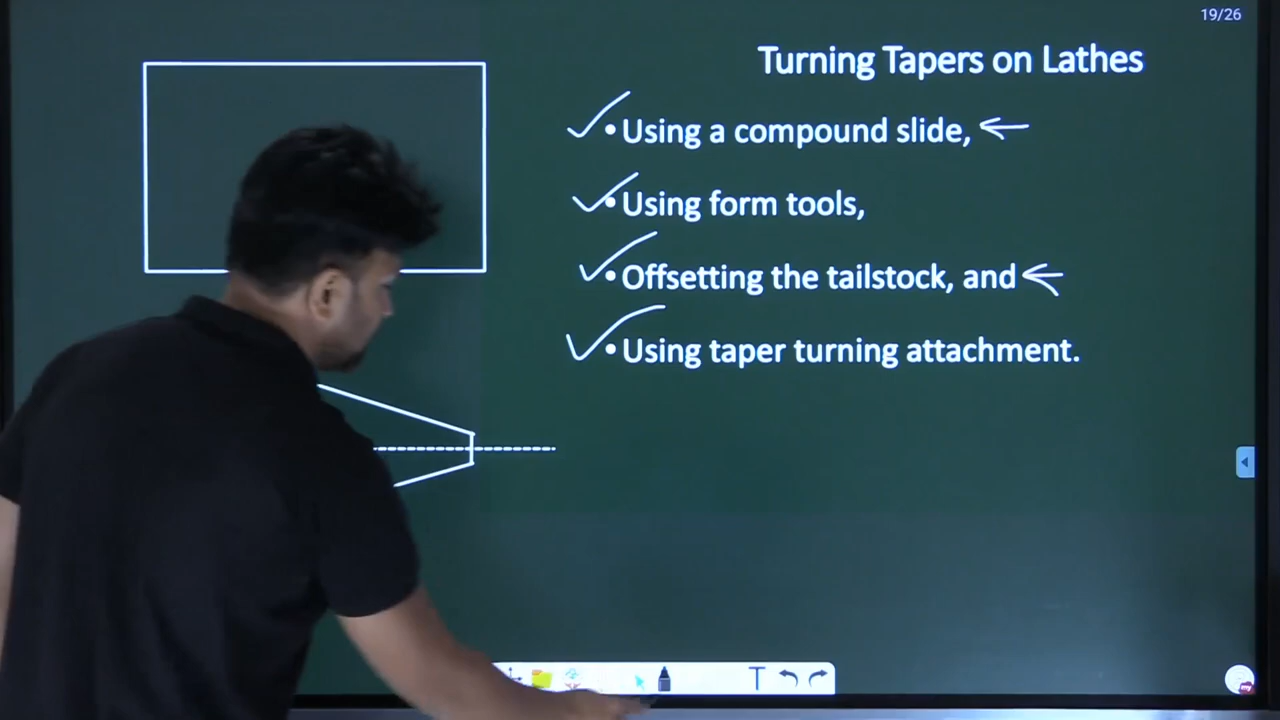 19/26
Turning Tapers on Lathes
• Using a compound slide,
• Using form tools,
• Offsetting the tailstock, and
• Using taper turning attachment.
T